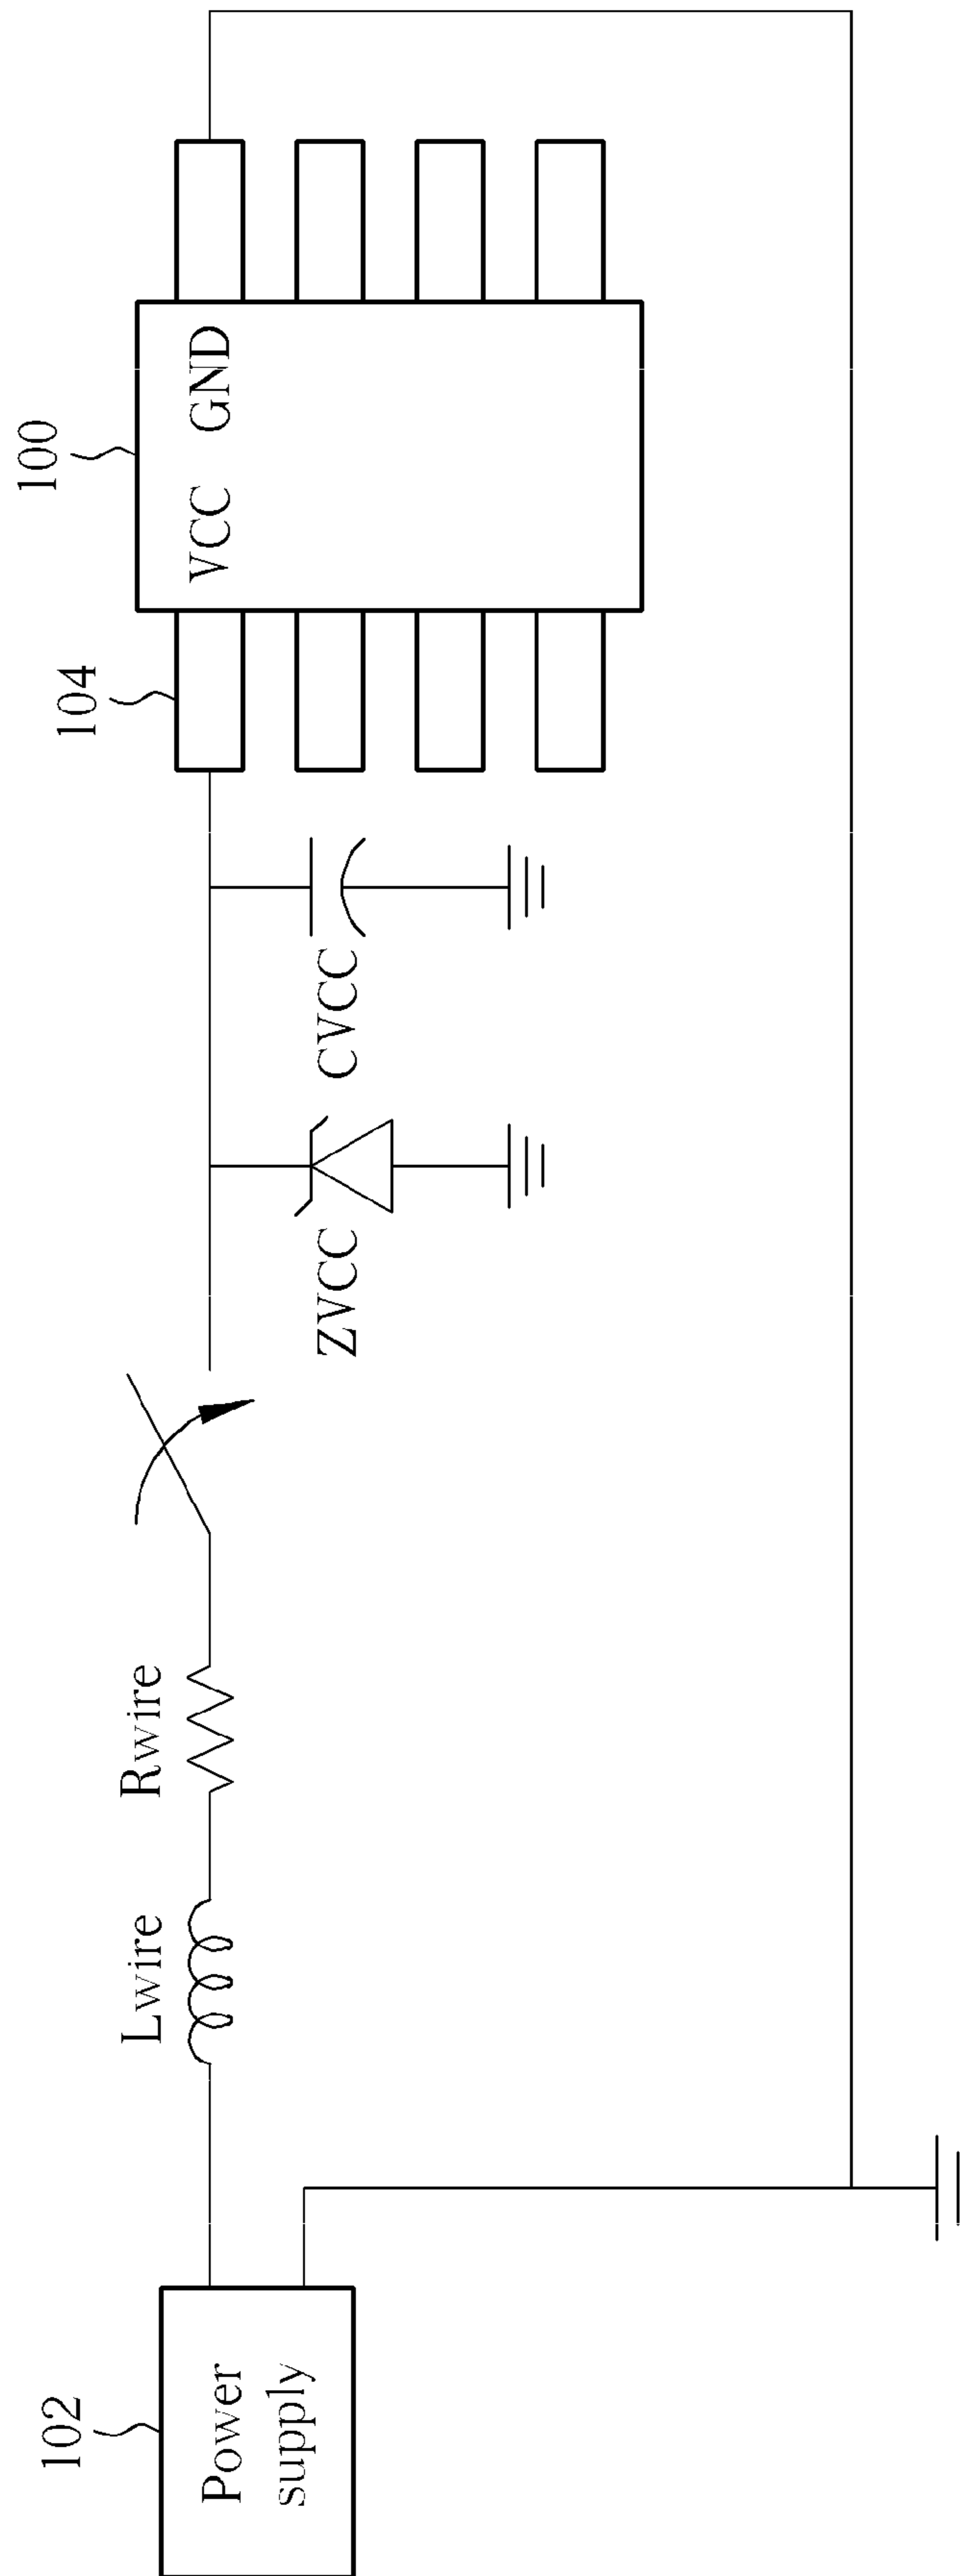 102
Power
supply
Lwire
Rwire
ZVCC
CVCC
104
100
VCC GND